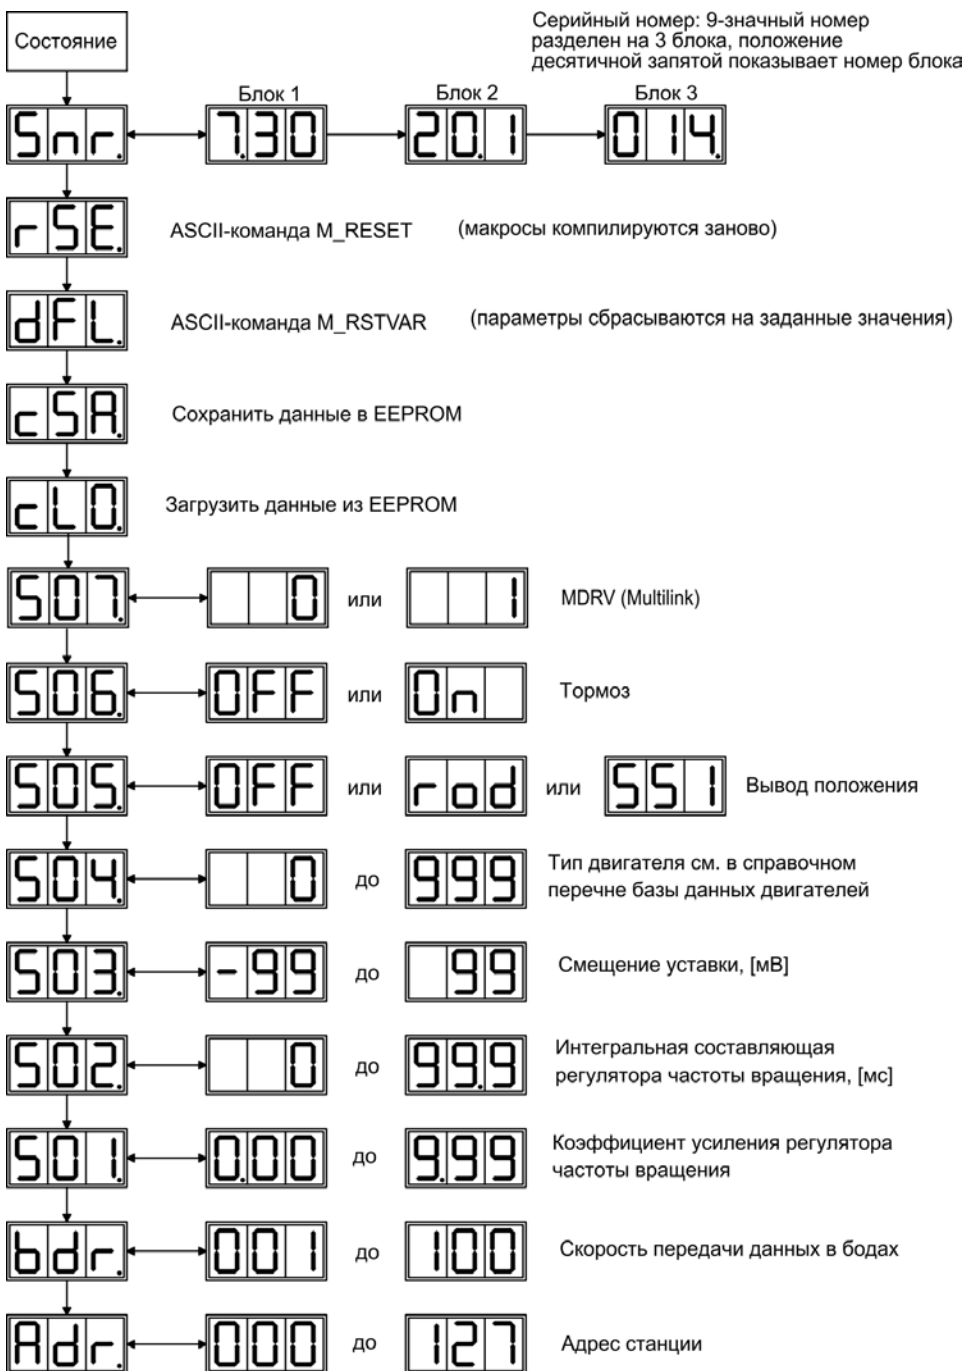 Серийный номер: 9-значный номер
разделен на 3 блока, положение
десятичной запятой показывает номер блока
Состояние
Блок 1 Блок 2 Блок 3
Snr. 7.30 20.1 014.
rSE. ASCII-команда M_RESET (макросы компилируются заново)
dFL. ASCII-команда M_RSTVAR (параметры сбрасываются на заданные значения)
cSA. Сохранить данные в EEPROM
cLO. Загрузить данные из EEPROM
S07. 0 или 1 MDRV (Multilink)
S06. OFF или On Тормоз
S05. OFF или rod или SSI Вывод положения
S04. 0 до 999 Тип двигателя см. в справочном
перечне базы данных двигателей
S03. -99 до 99 Смещение уставки, [мВ]
S02. 0 до 99.9 Интегральная составляющая
регулятора частоты вращения, [мс]
S01. 0.00 до 9.99 Коэффициент усиления регулятора
частоты вращения
bdr. 001 до 100 Скорость передачи данных в бодах
Adr. 000 до 127 Адрес станции